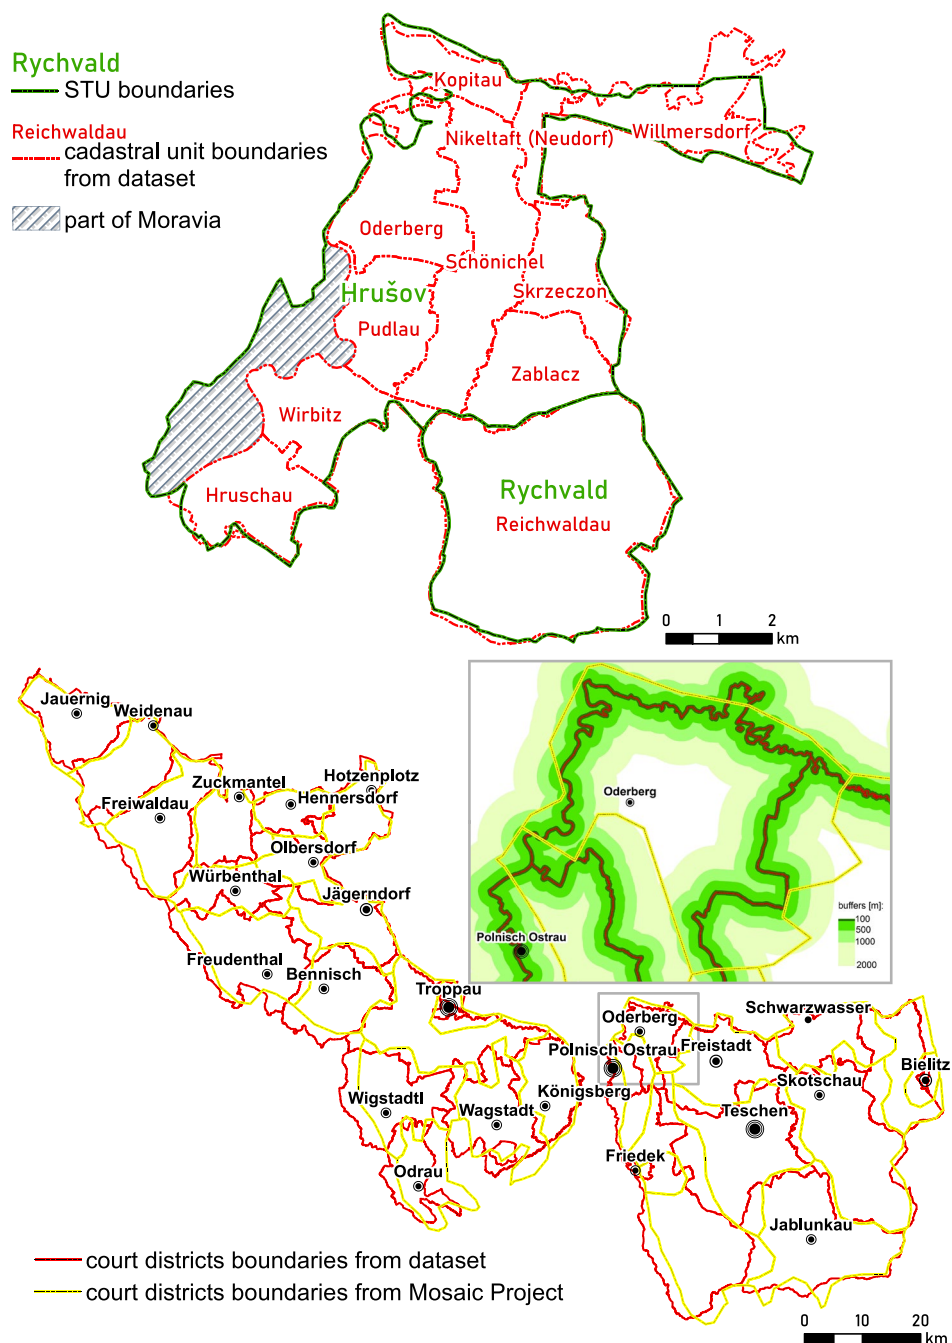 Rychvald
STU boundaries
Reichwaldau
cadastral unit boundaries
from dataset
part of Moravia
Kopitau
Nikeltaft (Neudorf)
Willmersdorf
Oderberg
Schönichel
Hrušov
Skrzeczon
Pudlau
Zablacz
Wirbitz
Hruschau
Rychvald
Reichwaldau
0 1 2
km
Jauernig
Weidenau
Zuckmantel
Hotzenplotz
Hennersdorf
Freiwaldau
Olbersdorf
Würbenthal
Jägerndorf
Freudenthal
Bennisch
Troppau
Oderberg
Polnisch Ostrau
buffers [m]:
100
500
1000
2000
Schwarzwasser
Oderberg
Polnisch Ostrau
Freistadt
Bielitz
Skotschau
Königsberg
Wigstadtl
Wagstadt
Teschen
Friedek
Odrau
Jablunkau
court districts boundaries from dataset
court districts boundaries from Mosaic Project
0 10 20
km